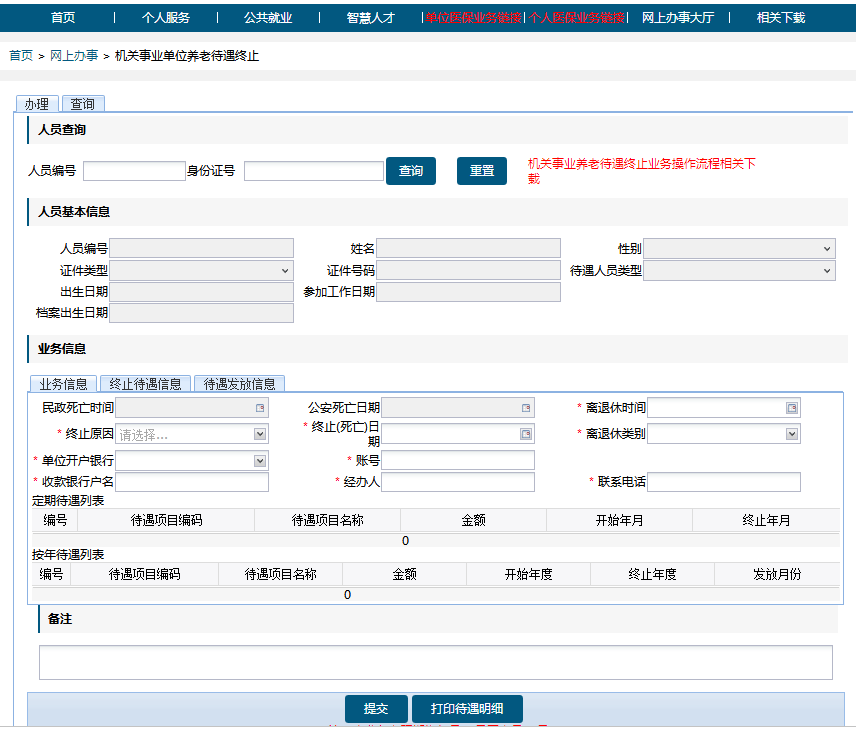 首页 | 个人服务 | 公共就业 | 智慧人才 |单位医保业务链接|个人医保业务链接| 网上办事大厅 | 相关下载
首页 > 网上办事 > 机关事业单位养老待遇终止
办理 查询
人员查询
人员编号 身份证号 查询 重置 机关事业养老待遇终止业务操作流程相关下
载
人员基本信息
人员编号 姓名 性别
证件类型 证件号码 待遇人员类型
出生日期 参加工作日期
档案出生日期
业务信息
业务信息 终止待遇信息 待遇发放信息
民政死亡时间 公安死亡日期 * 离退休时间
* 终止原因 请选择... * 终止(死亡)日
期 * 离退休类别
* 单位开户银行 * 账号
* 收款银行户名 * 经办人 * 联系电话
定期待遇列表
编号 待遇项目编码 待遇项目名称 金额 开始年月 终止年月
0
按年待遇列表
编号 待遇项目编码 待遇项目名称 金额 开始年度 终止年度 发放月份
0
备注
提交 打印待遇明细